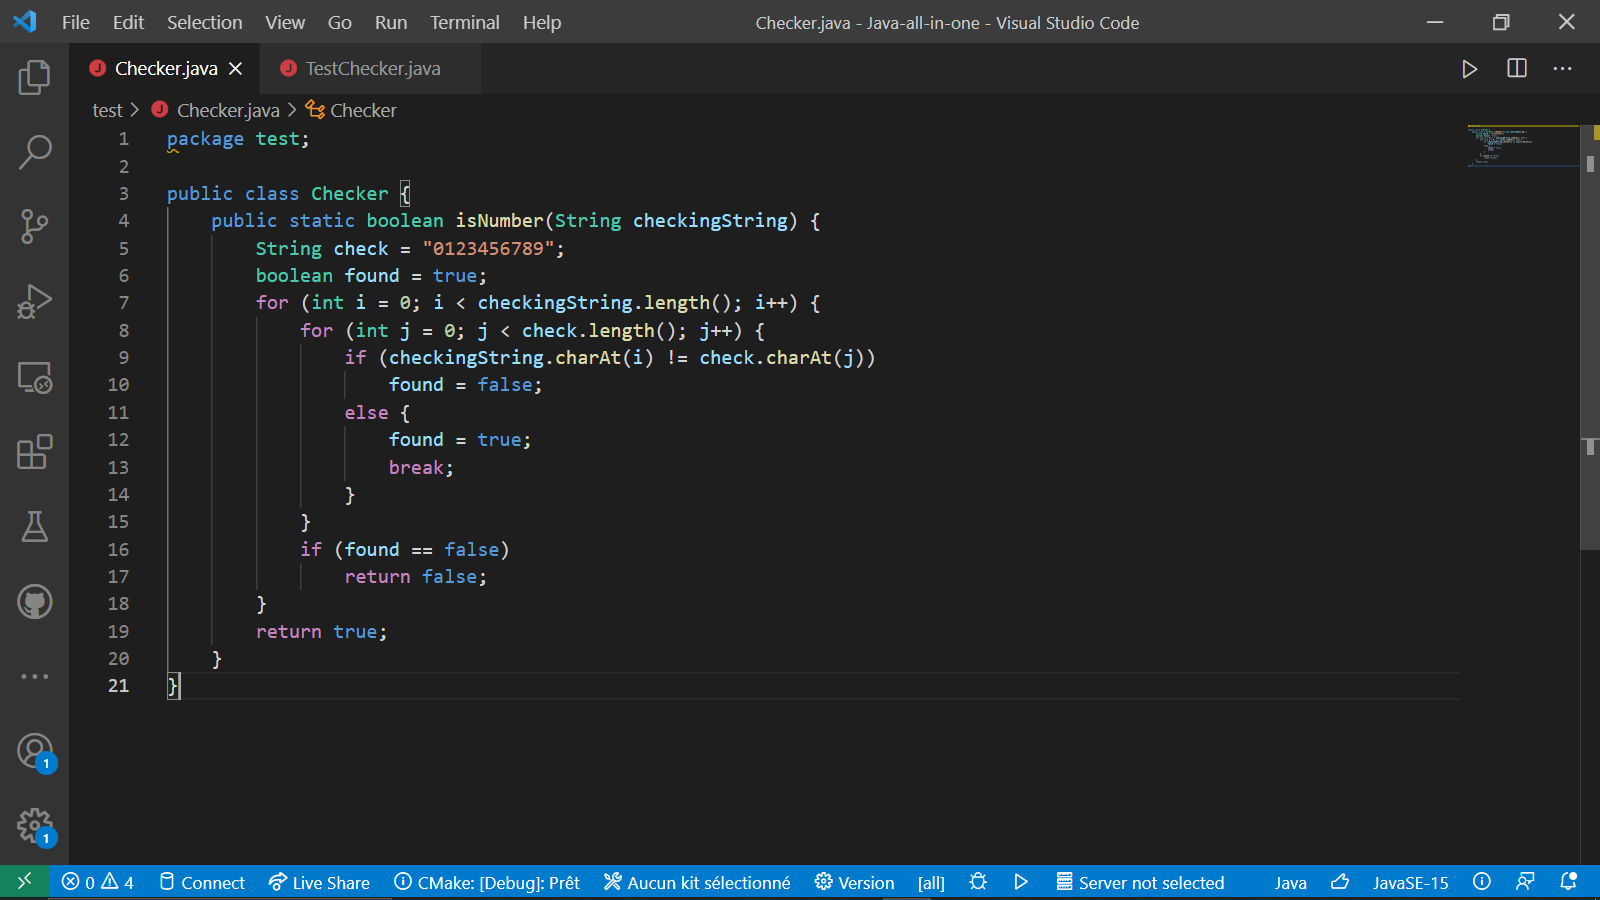 File Edit Selection View Go Run Terminal Help Checker.java - Java-all-in-one - Visual Studio Code
Checker.java TestChecker.java
test > Checker.java > Checker
1 package test;
2
3 public class Checker {
4 public static boolean isNumber(String checkingString) {
5 String check = "0123456789";
6 boolean found = true;
7 for (int i = 0; i < checkingString.length(); i++) {
8 for (int j = 0; j < check.length(); j++) {
9 if (checkingString.charAt(i) != check.charAt(j))
10 found = false;
11 else {
12 found = true;
13 break;
14 }
15 }
16 if (found == false)
17 return false;
18 }
19 return true;
20 }
21 }
1
1
0 4 Connect Live Share CMake: [Debug]: Prêt Aucun kit sélectionné Version [all] Server not selected Java JavaSE-15